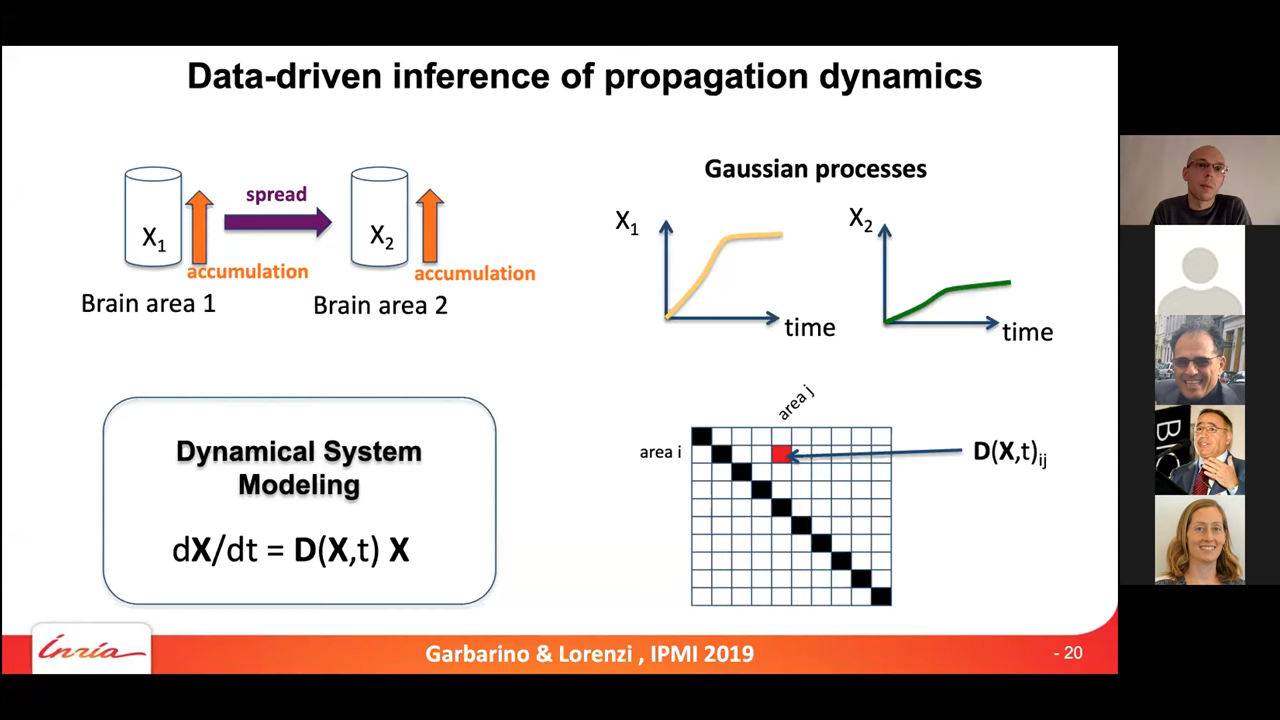 Data-driven inference of propagation dynamics
X1
spread
accumulation
Brain area 1
X2
accumulation
Brain area 2
Gaussian processes
X1
time
X2
time
Dynamical System
Modeling
dX/dt = D(X,t) X
area j
area i
D(X,t)ij
Inria
Garbarino & Lorenzi , IPMI 2019
- 20